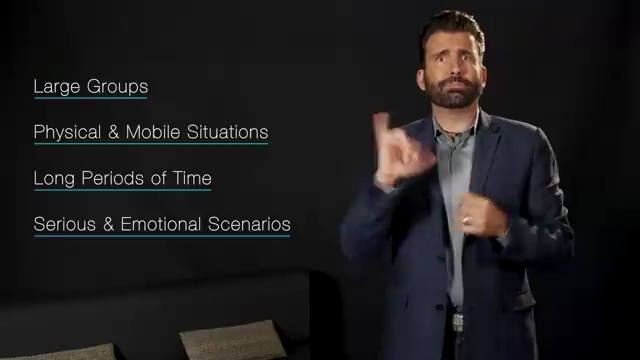 Large Groups
Physical & Mobile Situations
Long Periods of Time
Serious & Emotional Scenarios